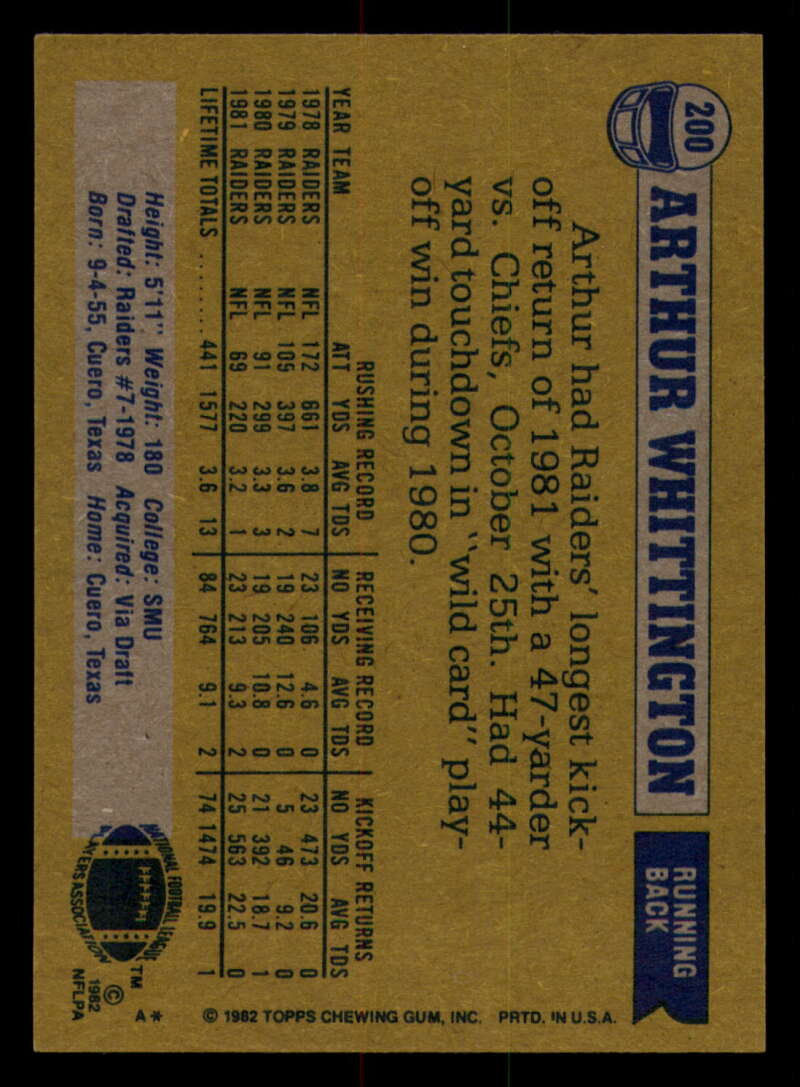 200
ARTHUR WHITTINGTON
RUNNING
BACK
Arthur had Raiders' longest kick-
off return of 1981 with a 47-yarder
vs. Chiefs, October 25th. Had 44-
yard touchdown in "wild card" play-
off win during 1980.
RUSHING RECORD RECEIVING RECORD KICKOFF RETURNS
YEAR TEAM ATT YDS AVG TDS NO YDS AVG TDS NO YDS AVG TDS
1978 RAIDERS NFL 172 661 3.8 7 23 106 4.6 0 23 473 20.6 0
1979 RAIDERS NFL 105 397 3.6 2 19 240 12.6 0 5 46 9.2 0
1980 RAIDERS NFL 91 299 3.3 3 19 205 10.8 0 21 392 18.7 1
1981 RAIDERS NFL 69 220 3.2 1 23 213 9.3 2 25 563 22.5 0
LIFETIME TOTALS ........ 441 1577 3.6 13 84 764 9.1 2 74 1474 19.9 1
Height: 5'11" Weight: 180 College: SMU
Drafted: Raiders #7-1978 Acquired: Via Draft
Born: 9-4-55, Cuero, Texas Home: Cuero, Texas
NATIONAL FOOTBALL LEAGUE
PLAYERS ASSOCIATION
TM
© 1982
NFLPA
A*
© 1982 TOPPS CHEWING GUM, INC. PRTD. IN U.S.A.